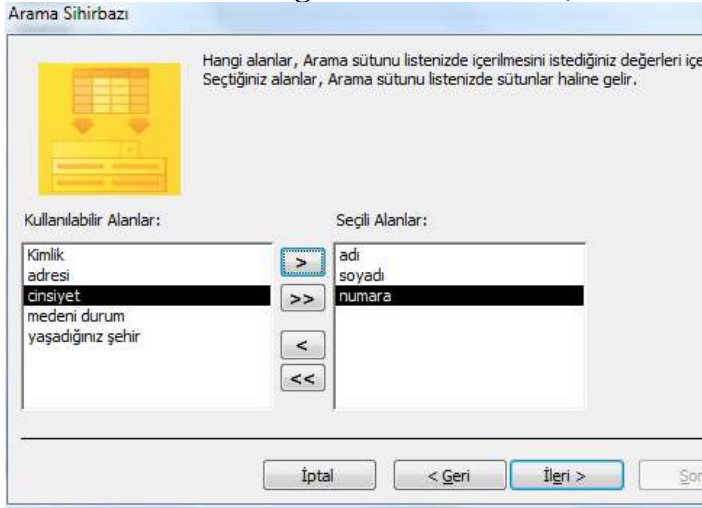 Arama Sihirbazı
Hangi alanlar, Arama sütunu listenizde içerilmesini istediğiniz değerleri içe
Seçtiğiniz alanlar, Arama sütunu listenizde sütunlar haline gelir.
Kullanılabilir Alanlar:
Seçili Alanlar:
Kimlik
adresi
cinsiyet
medeni durum
yaşadığınız şehir
>
>>
<
<<
adı
soyadı
numara
İptal
< Geri
İleri >
Son